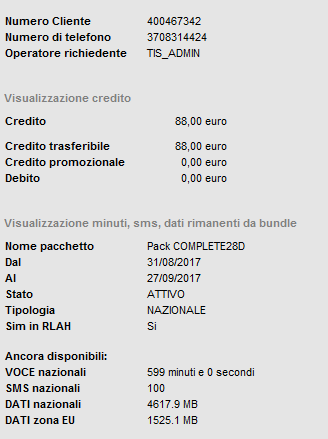 Numero Cliente 400467342
Numero di telefono 3708314424
Operatore richiedente TIS_ADMIN
Visualizzazione credito
Credito 88,00 euro
Credito trasferibile 88,00 euro
Credito promozionale 0,00 euro
Debito 0,00 euro
Visualizzazione minuti, sms, dati rimanenti da bundle
Nome pacchetto Pack COMPLETE28D
Dal 31/08/2017
Al 27/09/2017
Stato ATTIVO
Tipologia NAZIONALE
Sim in RLAH Si
Ancora disponibili:
VOCE nazionali 599 minuti e 0 secondi
SMS nazionali 100
DATI nazionali 4617.9 MB
DATI zona EU 1525.1 MB